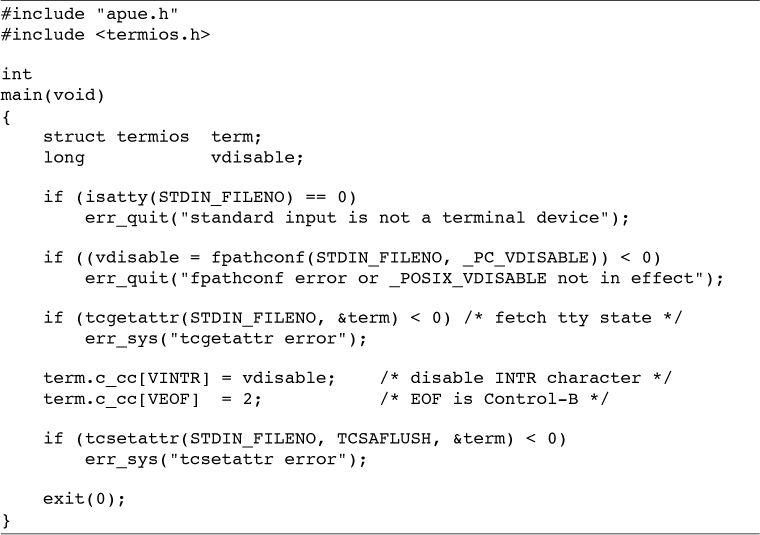 #include "apue.h"
#include <termios.h>

int
main(void)
{
    struct termios  term;
    long            vdisable;

    if (isatty(STDIN_FILENO) == 0)
        err_quit("standard input is not a terminal device");

    if ((vdisable = fpathconf(STDIN_FILENO, _PC_VDISABLE)) < 0)
        err_quit("fpathconf error or _POSIX_VDISABLE not in effect");

    if (tcgetattr(STDIN_FILENO, &term) < 0) /* fetch tty state */
        err_sys("tcgetattr error");

    term.c_cc[VINTR] = vdisable;    /* disable INTR character */
    term.c_cc[VEOF]  = 2;           /* EOF is Control-B */

    if (tcsetattr(STDIN_FILENO, TCSAFLUSH, &term) < 0)
        err_sys("tcsetattr error");

    exit(0);
}